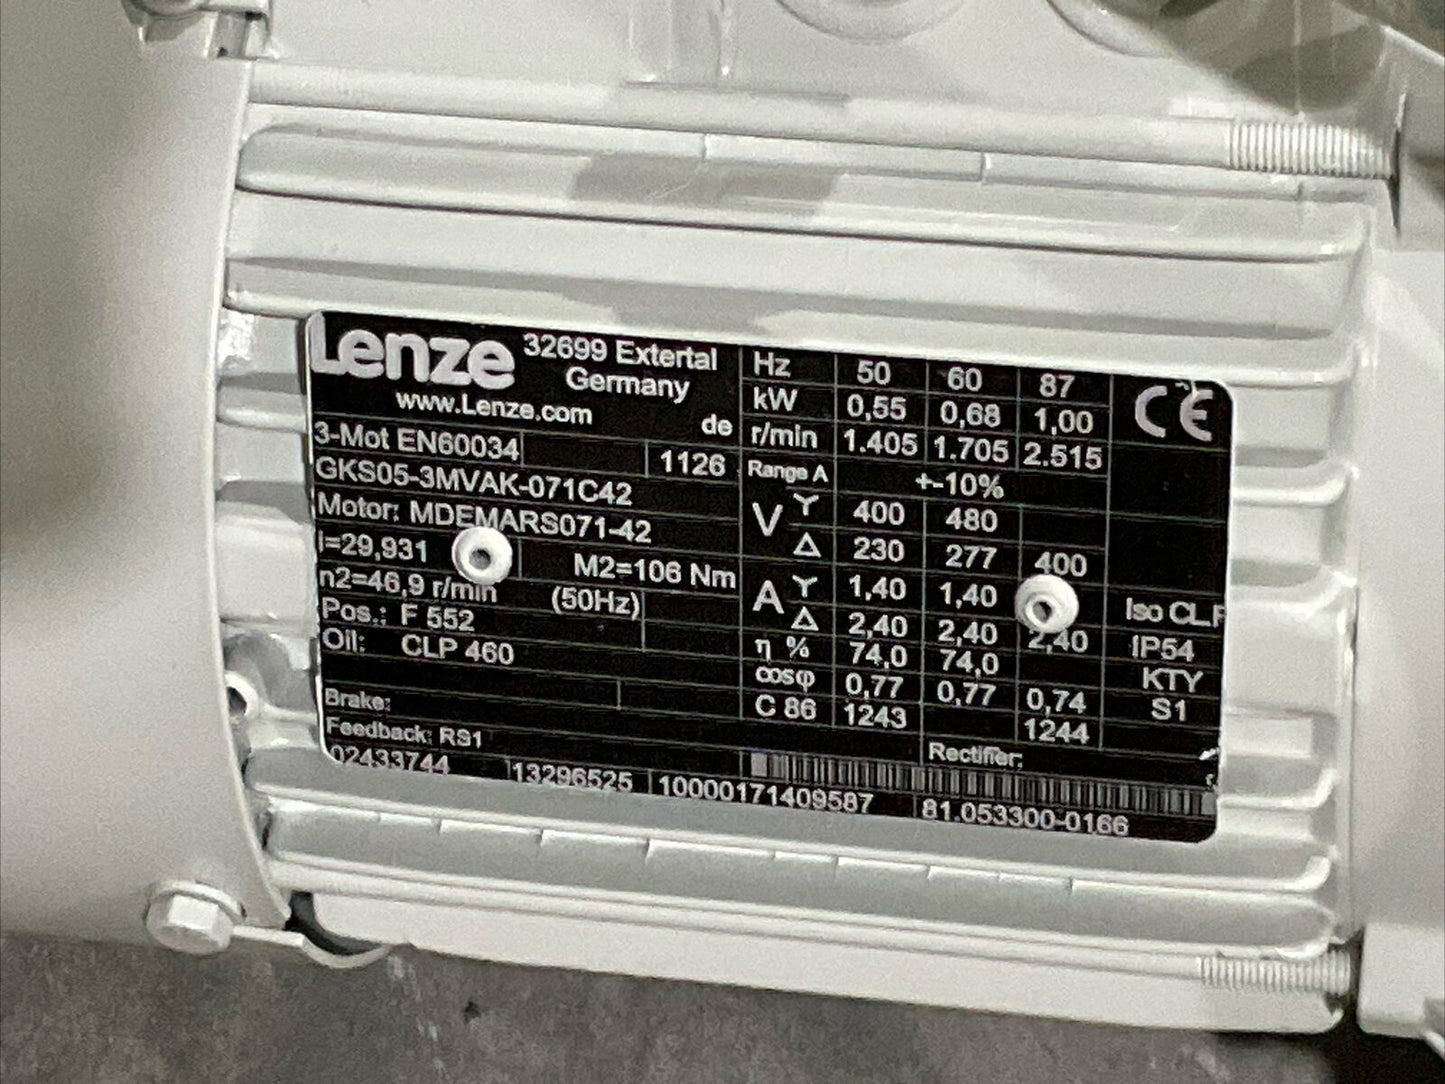 Lenze 32699 Extertal
Germany
www.Lenze.com
de
3-Mot EN60034 1126
GKS05-3MVAK-071C42
Motor: MDEMARS071-42
i=29,931 M2=106 Nm
n2=46,9 r/min (50Hz)
Pos.: F 552
Oil: CLP 460
Brake:
Feedback: RS1
02433744 13296525 10000171409587 81.053300-0166
Hz 50 60 87 CE
kW 0,55 0,68 1,00
r/min 1.405 1.705 2.515
Range A +-10%
V Y 400 480
Δ 230 277 400
A Y 1,40 1,40
Δ 2,40 2,40 2,40
η % 74,0 74,0
cosφ 0,77 0,77 0,74
C 86 1243 1244
Iso CLF
IP54
KTY
S1
Rectifier: